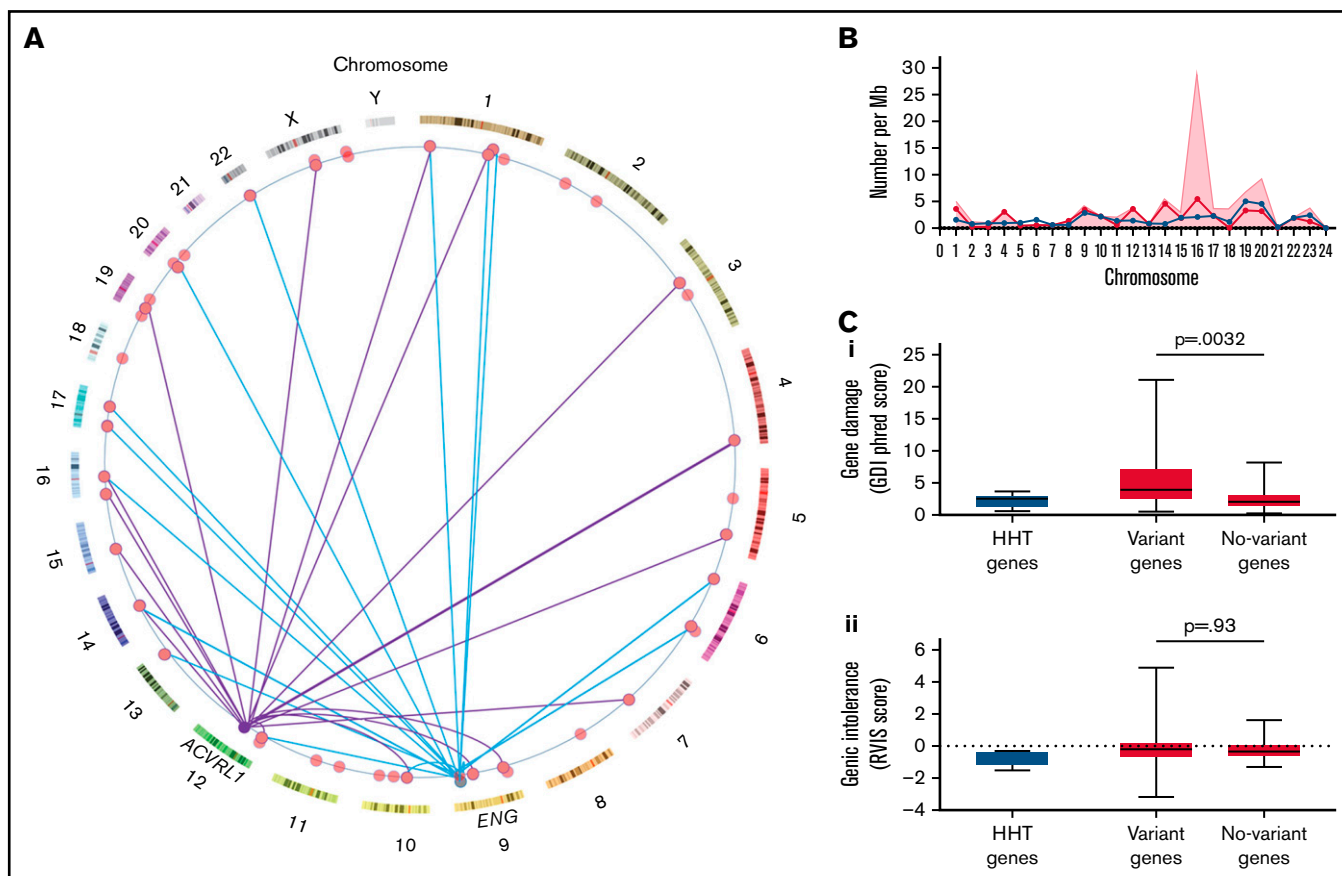 A
Chromosome
1
2
3
4
5
6
7
8
ENG
9
10
11
ACVRL1
12
13
14
15
16
17
18
19
20
21
22
X
Y
B
Number per Mb
30
25
20
15
10
5
0
0 1 2 3 4 5 6 7 8 9 10 11 12 13 14 15 16 17 18 19 20 21 22 23 24
Chromosome
C
i
p=.0032
Gene damage
(GDI phred score)
25
20
15
10
5
0
HHT
genes
Variant
genes
No-variant
genes
ii
p=.93
Genic intolerance
(RVIS score)
6
4
2
0
−2
−4
HHT
genes
Variant
genes
No-variant
genes